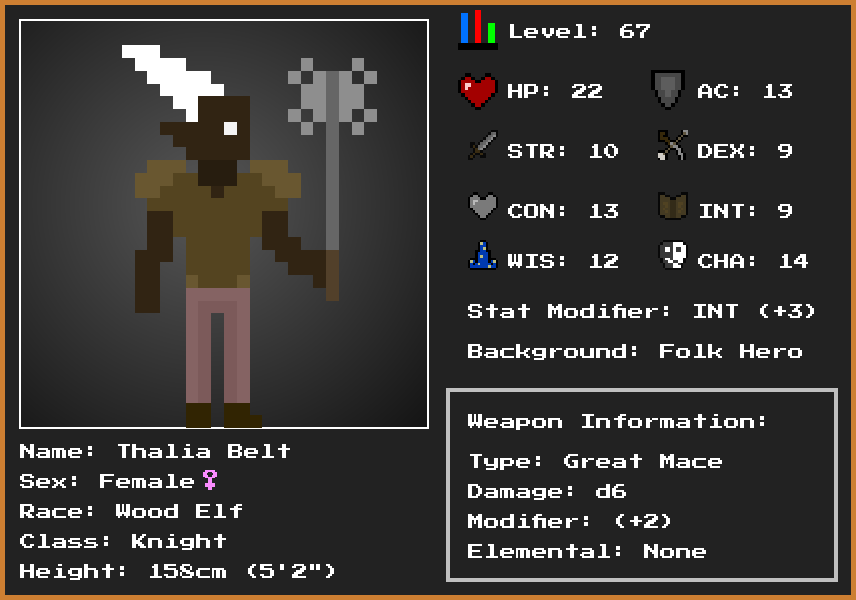 Level: 67
HP: 22 AC: 13
STR: 10 DEX: 9
CON: 13 INT: 9
WIS: 12 CHA: 14
Stat Modifier: INT (+3)
Background: Folk Hero
Weapon Information:
Type: Great Mace
Damage: d6
Modifier: (+2)
Elemental: None
Name: Thalia Belt
Sex: Female♀
Race: Wood Elf
Class: Knight
Height: 158cm (5'2")